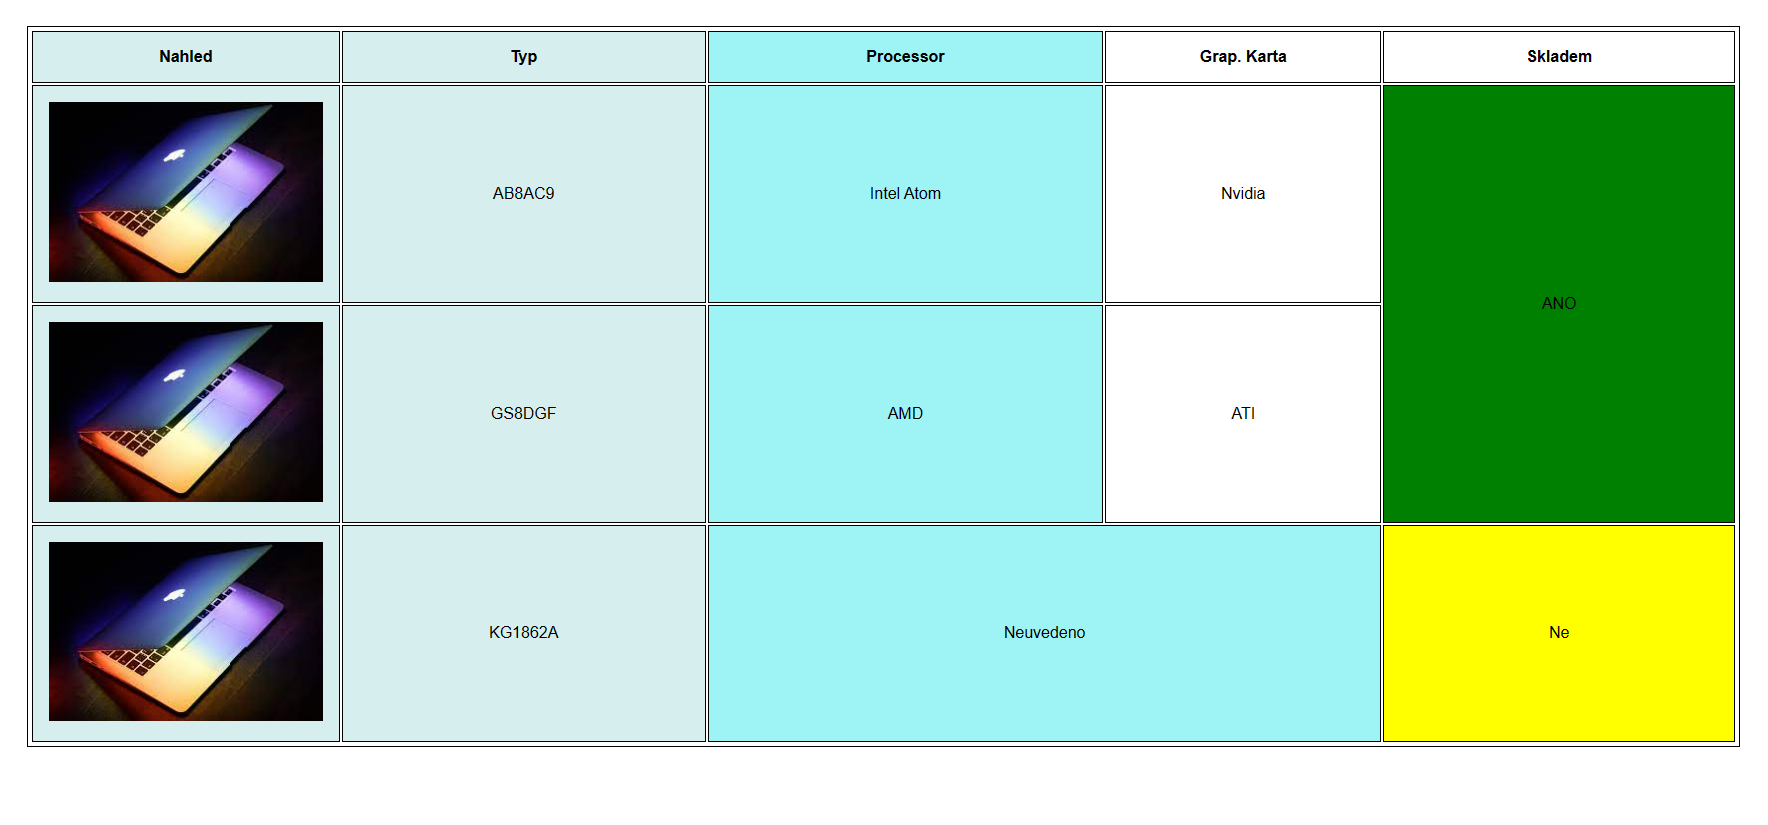 Nahled Typ Processor Grap. Karta Skladem
AB8AC9 Intel Atom Nvidia
ANO
GS8DGF AMD ATI
KG1862A Neuvedeno Ne